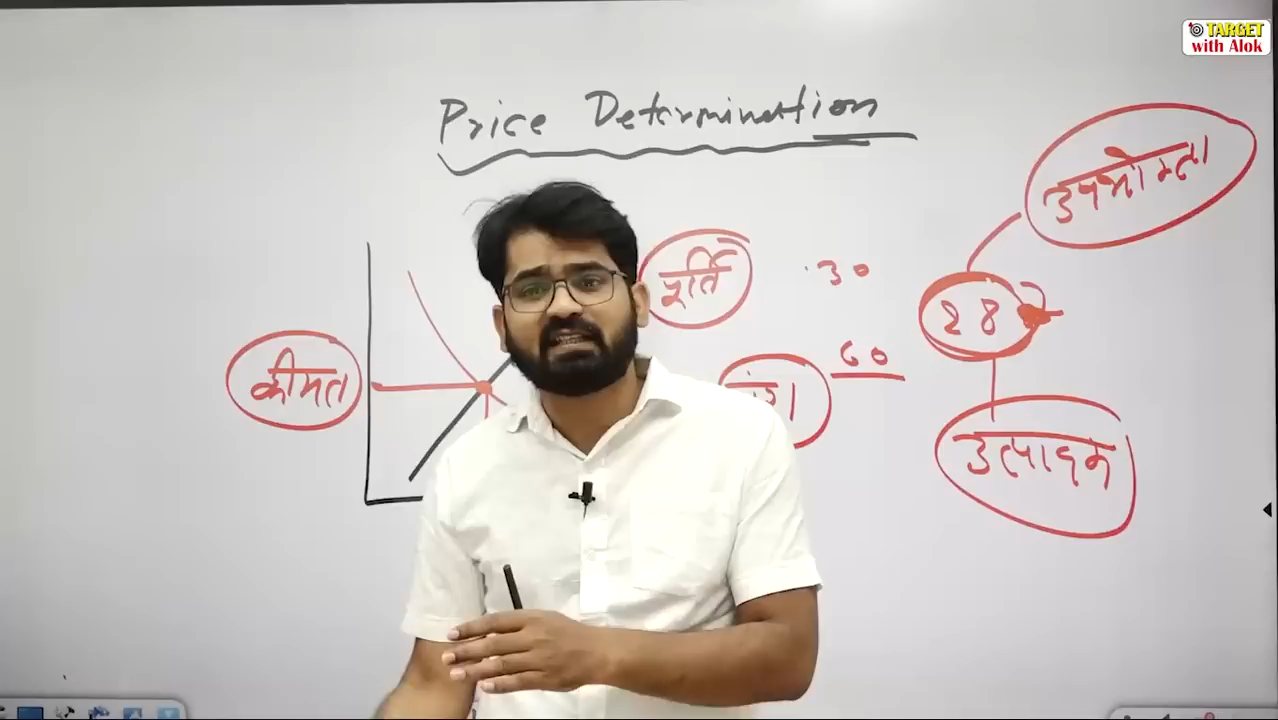 TARGET
with Alok
Price Determination
उपभोक्ता
पूर्ति
30
28
60
कीमत
उत्पादक